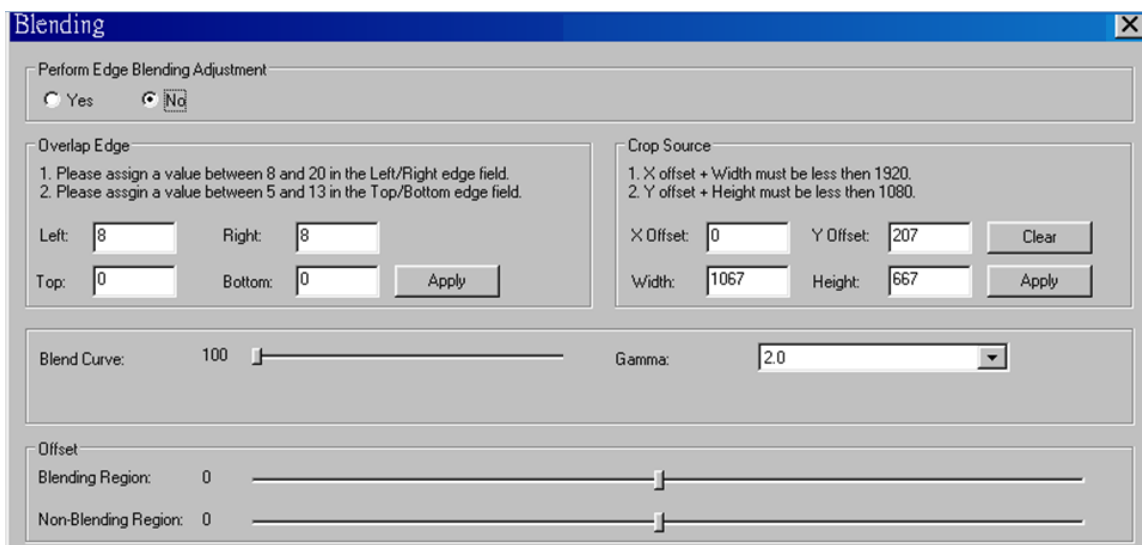 Blending
Perform Edge Blending Adjustment
Yes No
Overlap Edge
1. Please assign a value between 8 and 20 in the Left/Right edge field.
2. Please assgin a value between 5 and 13 in the Top/Bottom edge field.
Left: 8 Right: 8
Top: 0 Bottom: 0 Apply
Crop Source
1. X offset + Width must be less then 1920.
2. Y offset + Height must be less then 1080.
X Offset: 0 Y Offset: 207 Clear
Width: 1067 Height: 667 Apply
Blend Curve: 100 Gamma: 2.0
Offset
Blending Region: 0
Non-Blending Region: 0